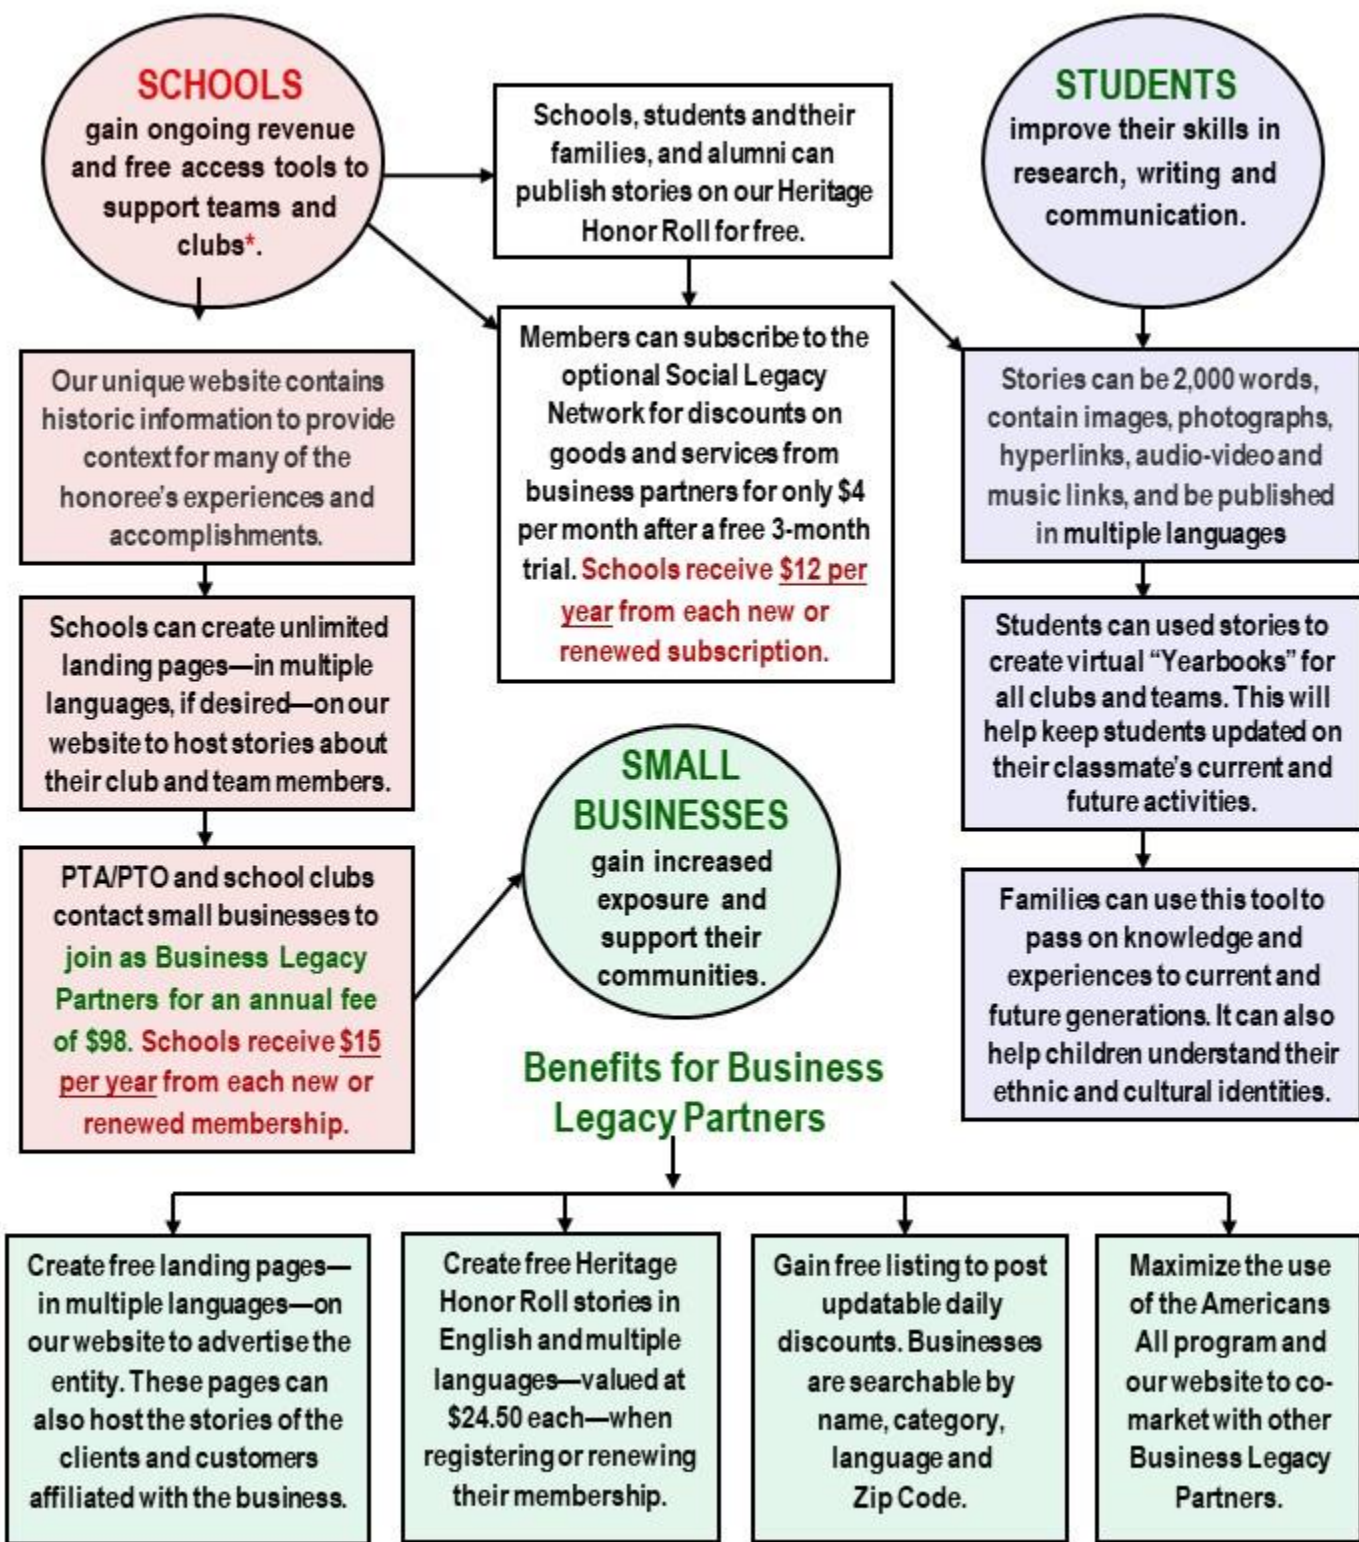 SCHOOLS
gain ongoing revenue
and free access tools to
support teams and
clubs*.
Schools, students and their
families, and alumni can
publish stories on our Heritage
Honor Roll for free.
STUDENTS
improve their skills in
research, writing and
communication.
Our unique website contains
historic information to provide
context for many of the
honoree's experiences and
accomplishments.
Members can subscribe to the
optional Social Legacy
Network for discounts on
goods and services from
business partners for only $4
per month after a free 3-month
trial. Schools receive $12 per
year from each new or
renewed subscription.
Stories can be 2,000 words,
contain images, photographs,
hyperlinks, audio-video and
music links, and be published
in multiple languages
Schools can create unlimited
landing pages—in multiple
languages, if desired—on our
website to host stories about
their club and team members.
Students can used stories to
create virtual “Yearbooks” for
all clubs and teams. This will
help keep students updated on
their classmate's current and
future activities.
SMALL
BUSINESSES
gain increased
exposure and
support their
communities.
PTA/PTO and school clubs
contact small businesses to
join as Business Legacy
Partners for an annual fee
of $98. Schools receive $15
per year from each new or
renewed membership.
Families can use this tool to
pass on knowledge and
experiences to current and
future generations. It can also
help children understand their
ethnic and cultural identities.
Benefits for Business
Legacy Partners
Create free landing pages—
in multiple languages—on
our website to advertise the
entity. These pages can
also host the stories of the
clients and customers
affiliated with the business.
Create free Heritage
Honor Roll stories in
English and multiple
languages—valued at
$24.50 each—when
registering or renewing
their membership.
Gain free listing to post
updatable daily
discounts. Businesses
are searchable by
name, category,
language and
Zip Code.
Maximize the use
of the Americans
All program and
our website to co-
market with other
Business Legacy
Partners.